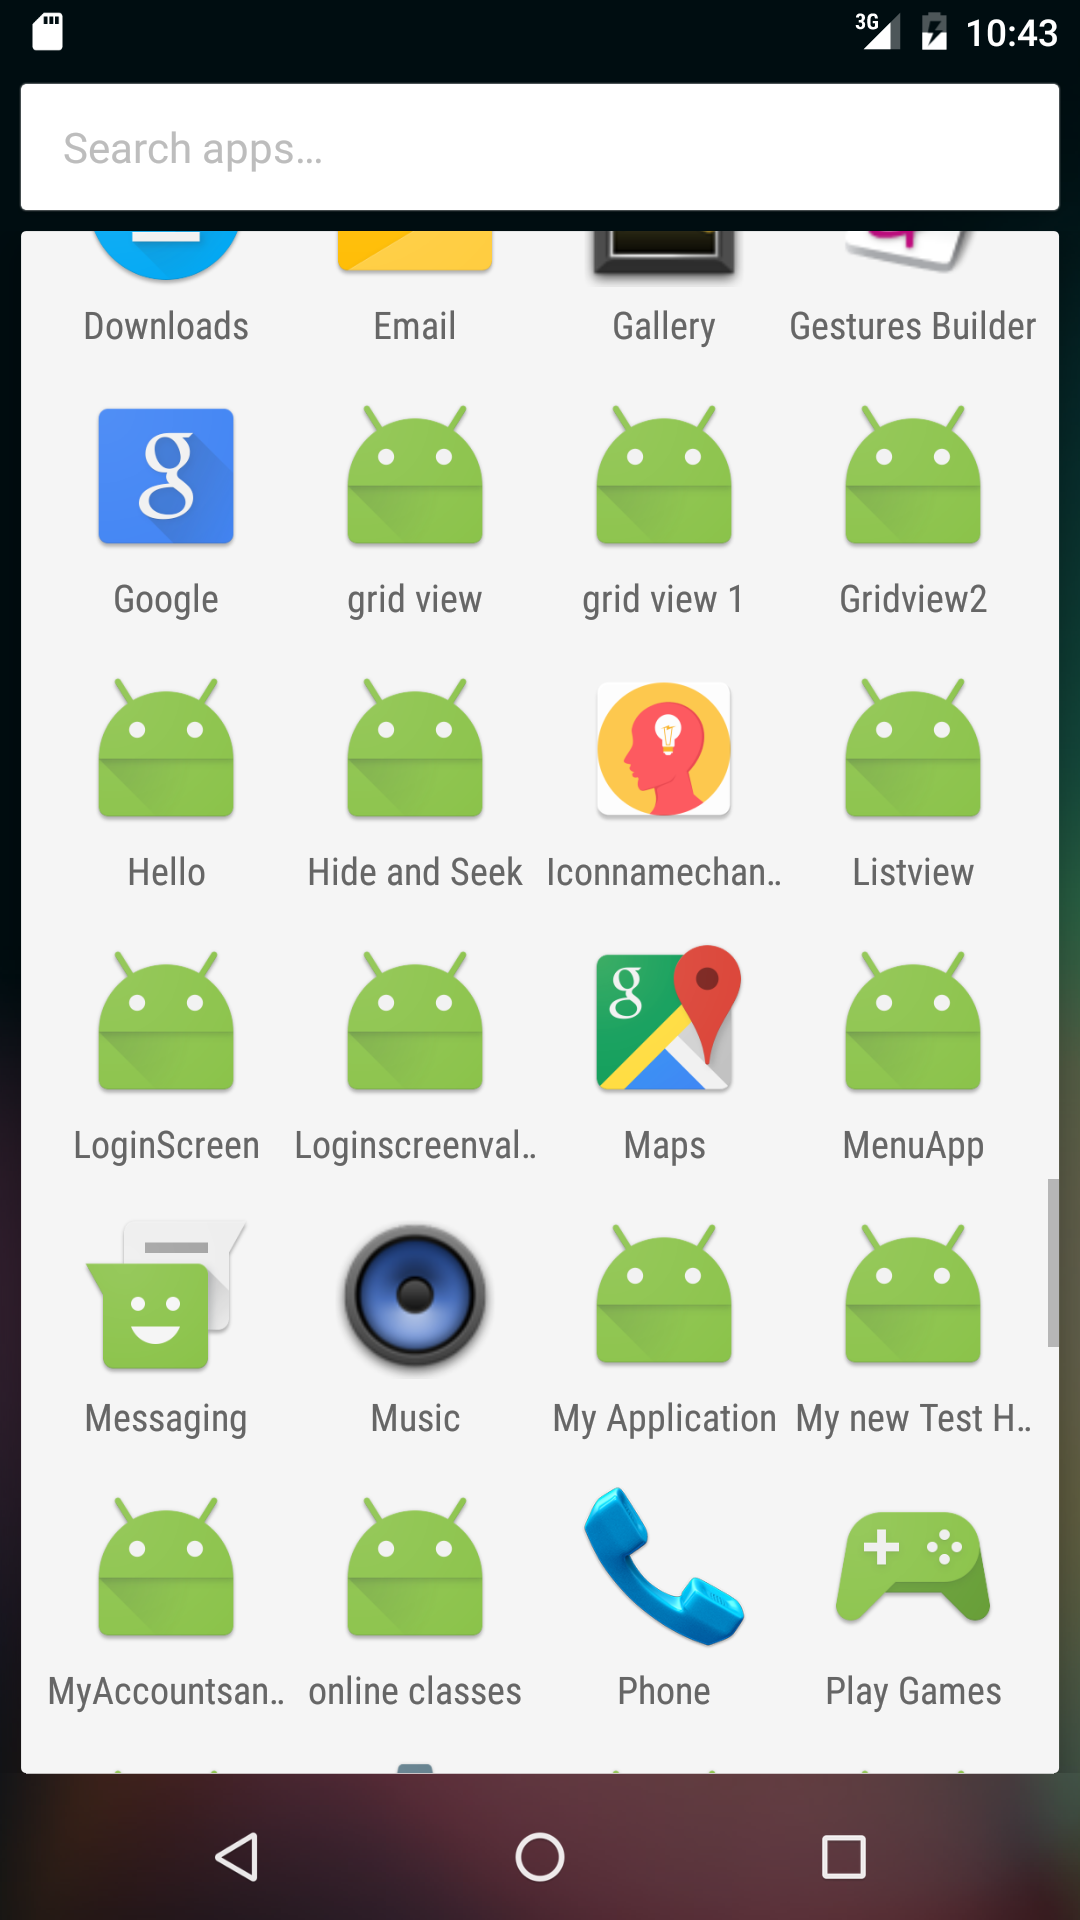 3G 10:43
Search apps...
Downloads Email Gallery Gestures Builder
g
Google grid view grid view 1 Gridview2
Hello Hide and Seek Iconnamechan.. Listview
g
LoginScreen Loginscreenval.. Maps MenuApp
Messaging Music My Application My new Test H..
MyAccountsan.. online classes Phone Play Games